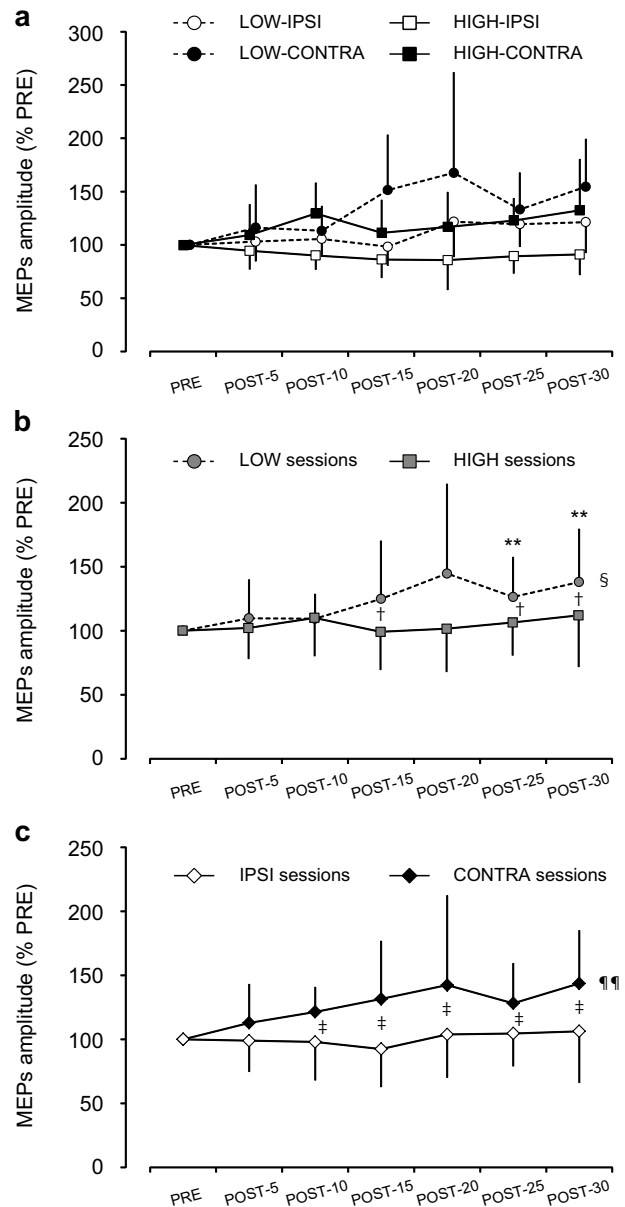 a
LOW-IPSI HIGH-IPSI
LOW-CONTRA HIGH-CONTRA
MEPs amplitude (% PRE)
300
250
200
150
100
50
0
PRE POST-5 POST-10 POST-15 POST-20 POST-25 POST-30
b
LOW sessions HIGH sessions
MEPs amplitude (% PRE)
250
200
150
100
50
0
** **
§
† † †
PRE POST-5 POST-10 POST-15 POST-20 POST-25 POST-30
c
IPSI sessions CONTRA sessions
MEPs amplitude (% PRE)
250
200
150
100
50
0
¶¶
‡ ‡ ‡ ‡ ‡
PRE POST-5 POST-10 POST-15 POST-20 POST-25 POST-30